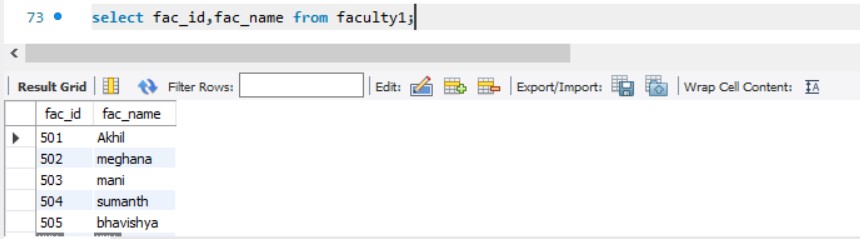 73 select fac_id,fac_name from faculty1;
Result Grid Filter Rows: Edit: Export/Import: Wrap Cell Content:
fac_id fac_name
501 Akhil
502 meghana
503 mani
504 sumanth
505 bhavishya